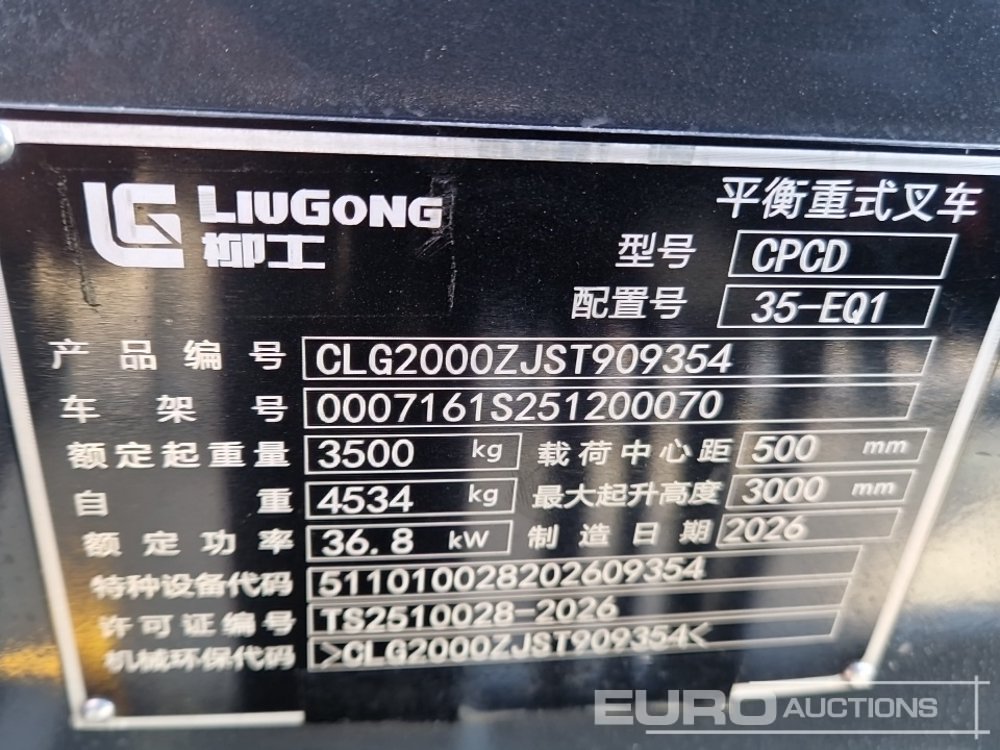 LG LIUGONG
柳工
平衡重式叉车
型号 CPCD
配置号 35-EQ1
产品编号 CLG2000ZJST909354
车架号 0007161S251200070
额定起重量 3500 kg 载荷中心距 500 mm
自重 4534 kg 最大起升高度 3000 mm
额定功率 36.8 kW 制造日期 2026
特种设备代码 511010028202609354
许可证编号 TS2510028-2026
机械环保代码 >CLG2000ZJST909354<
EURO AUCTIONS